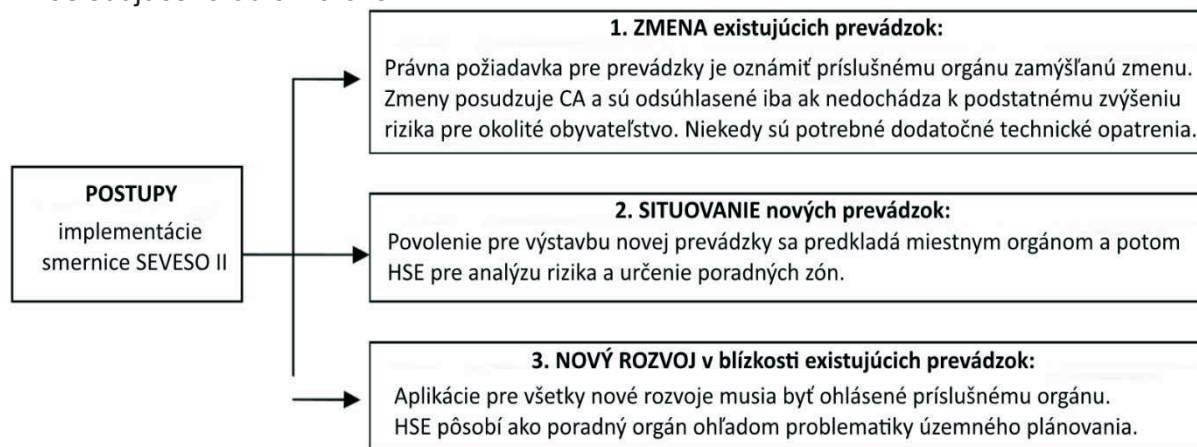 POSTUPY
implementácie
smernice SEVESO II
1. ZMENA existujúcich prevádzok:
Právna požiadavka pre prevádzky je oznámiť príslušnému orgánu zamýšľanú zmenu.
Zmeny posudzuje CA a sú odsúhlasené iba ak nedochádza k podstatnému zvýšeniu
rizika pre okolité obyvateľstvo. Niekedy sú potrebné dodatočné technické opatrenia.
2. SITUOVANIE nových prevádzok:
Povolenie pre výstavbu novej prevádzky sa predkladá miestnym orgánom a potom
HSE pre analýzu rizika a určenie poradných zón.
3. NOVÝ ROZVOJ v blízkosti existujúcich prevádzok:
Aplikácie pre všetky nové rozvoje musia byť ohlásené príslušnému orgánu.
HSE pôsobí ako poradný orgán ohľadom problematiky územného plánovania.